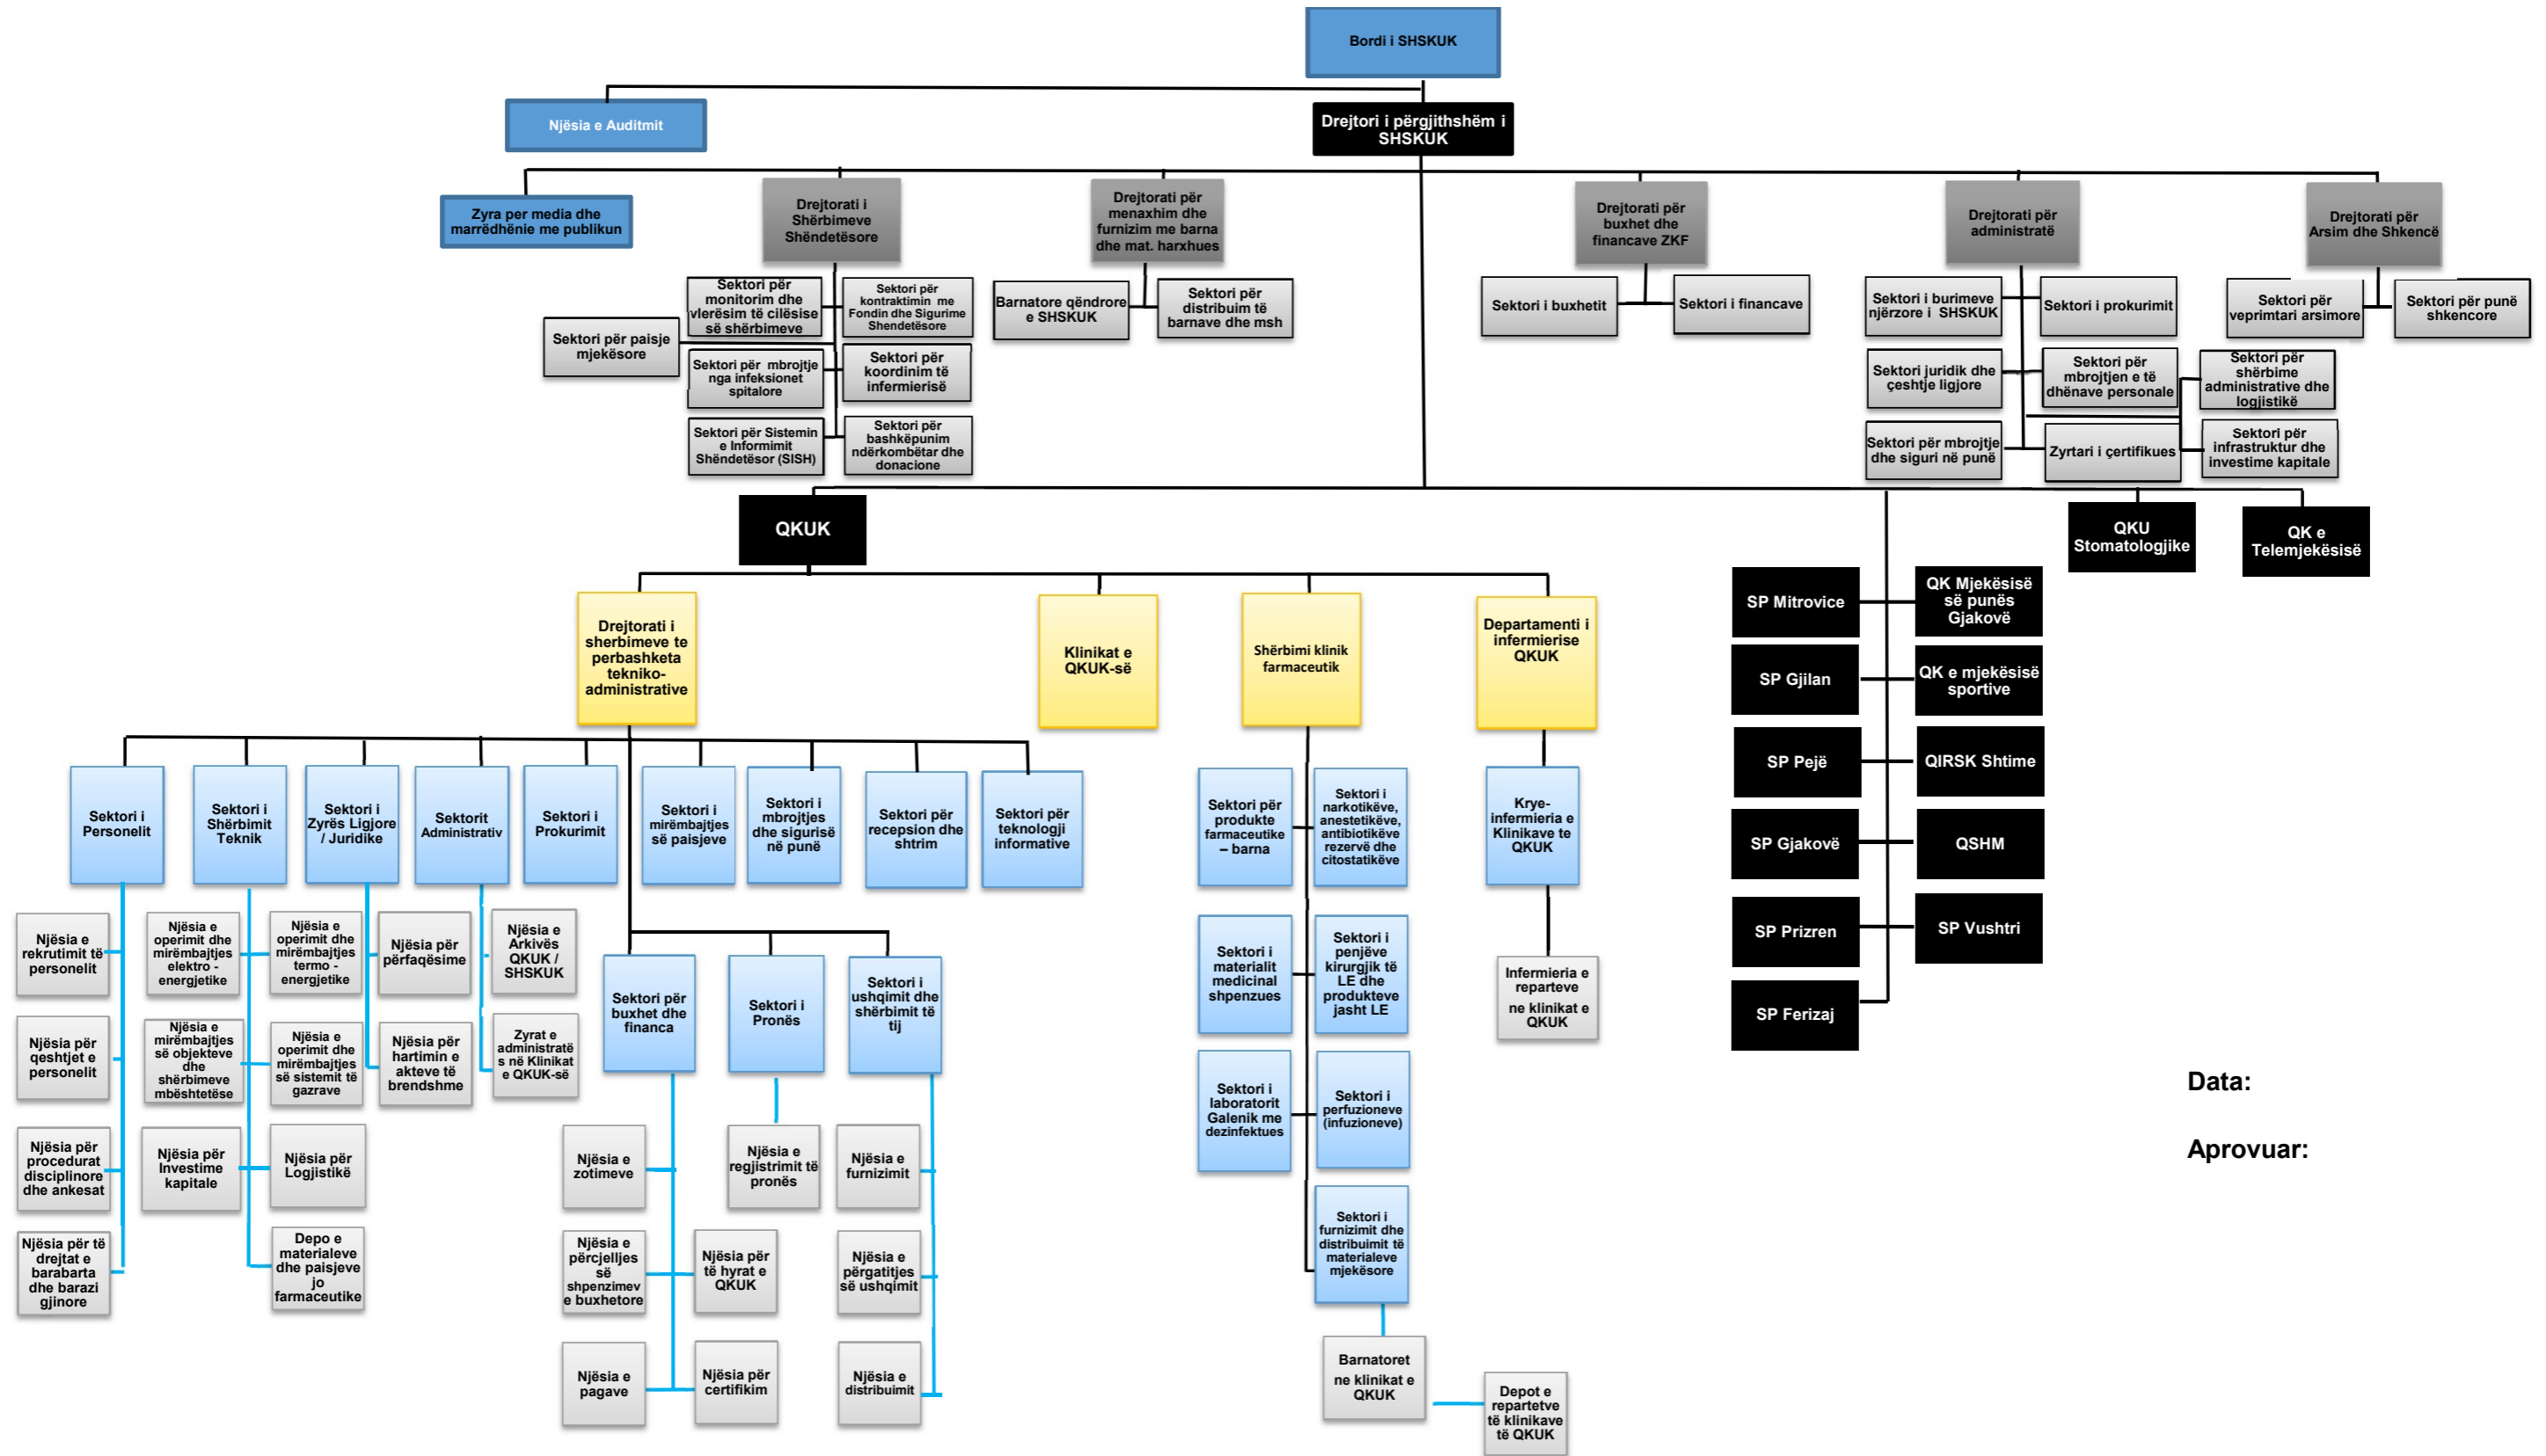 Bordi i SHSKUK
Njësia e Auditmit
Drejtori i përgjithshëm i
SHSKUK
Zyra per media dhe
marrëdhënie me publikun
Drejtorati i
Shërbimeve
Shëndetësore
Drejtorati për
menaxhim dhe
furnizim me barna
dhe mat. harxhues
Drejtorati për
buxhet dhe
financave ZKF
Drejtorati për
administratë
Drejtorati për
Arsim dhe Shkencë
Sektori për
monitorim dhe
vlerësim të cilësise
së shërbimeve
Sektori për
kontraktimin me
Fondin dhe Sigurime
Shendetësore
Sektori për paisje
mjekësore
Sektori për mbrojtje
nga infeksionet
spitalore
Sektori për
koordinim të
infermierisë
Sektori për Sistemin
e Informimit
Shëndetësor (SISH)
Sektori për
bashkëpunim
ndërkombëtar dhe
donacione
Barnatore qëndrore
e SHSKUK
Sektori për
distribuim të
barnave dhe msh
Sektori i buxhetit
Sektori i financave
Sektori i burimeve
njërzore i SHSKUK
Sektori i prokurimit
Sektori juridik dhe
çeshtje ligjore
Sektori për
mbrojtjen e të
dhënave personale
Sektori për
shërbime
administrative dhe
logjistikë
Sektori për mbrojtje
dhe siguri në punë
Zyrtari i çertifikues
Sektori për
infrastruktur dhe
investime kapitale
Sektori për
veprimtari arsimore
Sektori për punë
shkencore
QKUK
QKU
Stomatologjike
QK e
Telemjekësisë
Drejtorati i
sherbimeve te
perbashketa
tekniko-
administrative
Klinikat e
QKUK-së
Shërbimi klinik
farmaceutik
Departamenti i
infermierise
QKUK
SP Mitrovice
QK Mjekësisë
së punës
Gjakovë
SP Gjilan
QK e mjekësisë
sportive
SP Pejë
QIRSK Shtime
SP Gjakovë
QSHM
SP Prizren
SP Vushtri
SP Ferizaj
Sektori i
Personelit
Sektori i
Shërbimit
Teknik
Sektori i
Zyrës Ligjore
/ Juridike
Sektorit
Administrativ
Sektori i
Prokurimit
Sektori i
mirëmbajtjes
së paisjeve
Sektori i
mbrojtjes
dhe sigurisë
në punë
Sektori për
recepsion dhe
shtrim
Sektori për
teknologji
informative
Sektori për
produkte
farmaceutike
– barna
Sektori i
narkotikëve,
anestetikëve,
antibiotikëve
rezervë dhe
citostatikëve
Krye-
infermieria e
Klinikave te
QKUK
Njësia e
rekrutimit të
personelit
Njësia e
operimit dhe
mirëmbajtjes
elektro -
energjetike
Njësia e
operimit dhe
mirëmbajtjes
termo -
energjetike
Njësia për
përfaqësime
Njësia e
Arkivës
QKUK /
SHSKUK
Sektori për
buxhet dhe
financa
Sektori i
Pronës
Sektori i
ushqimit dhe
shërbimit të
tij
Sektori i
materialit
medicinal
shpenzues
Sektori i
penjëve
kirurgjik të
LE dhe
produkteve
jasht LE
Infermieria e
reparteve
ne klinikat e
QKUK
Njësia për
qeshtjet e
personelit
Njësia e
mirëmbajtjes
së objekteve
dhe
shërbimeve
mbështetëse
Njësia e
operimit dhe
mirëmbajtjes
së sistemit të
gazrave
Njësia për
hartimin e
akteve të
brendshme
Zyrat e
administratë
s në Klinikat
e QKUK-së
Sektori i
laboratorit
Galenik me
dezinfektues
Sektori i
perfuzioneve
(infuzioneve)
Njësia për
procedurat
disciplinore
dhe ankesat
Njësia për
Investime
kapitale
Njësia për
Logjistikë
Njësia e
zotimeve
Njësia e
regjistrimit të
pronës
Njësia e
furnizimit
Sektori i
furnizimit dhe
distribuimit të
materialeve
mjekësore
Njësia për të
drejtat e
barabarta
dhe barazi
gjinore
Depo e
materialeve
dhe paisjeve
jo
farmaceutike
Njësia e
përcjelljes
së
shpenzimev
e buxhetore
Njësia për
të hyrat e
QKUK
Njësia e
përgatitjes
së ushqimit
Njësia e
pagave
Njësia për
certifikim
Njësia e
distribuimit
Barnatoret
ne klinikat e
QKUK
Depot e
repartetve
të klinikave
të QKUK
Data:
Aprovuar: